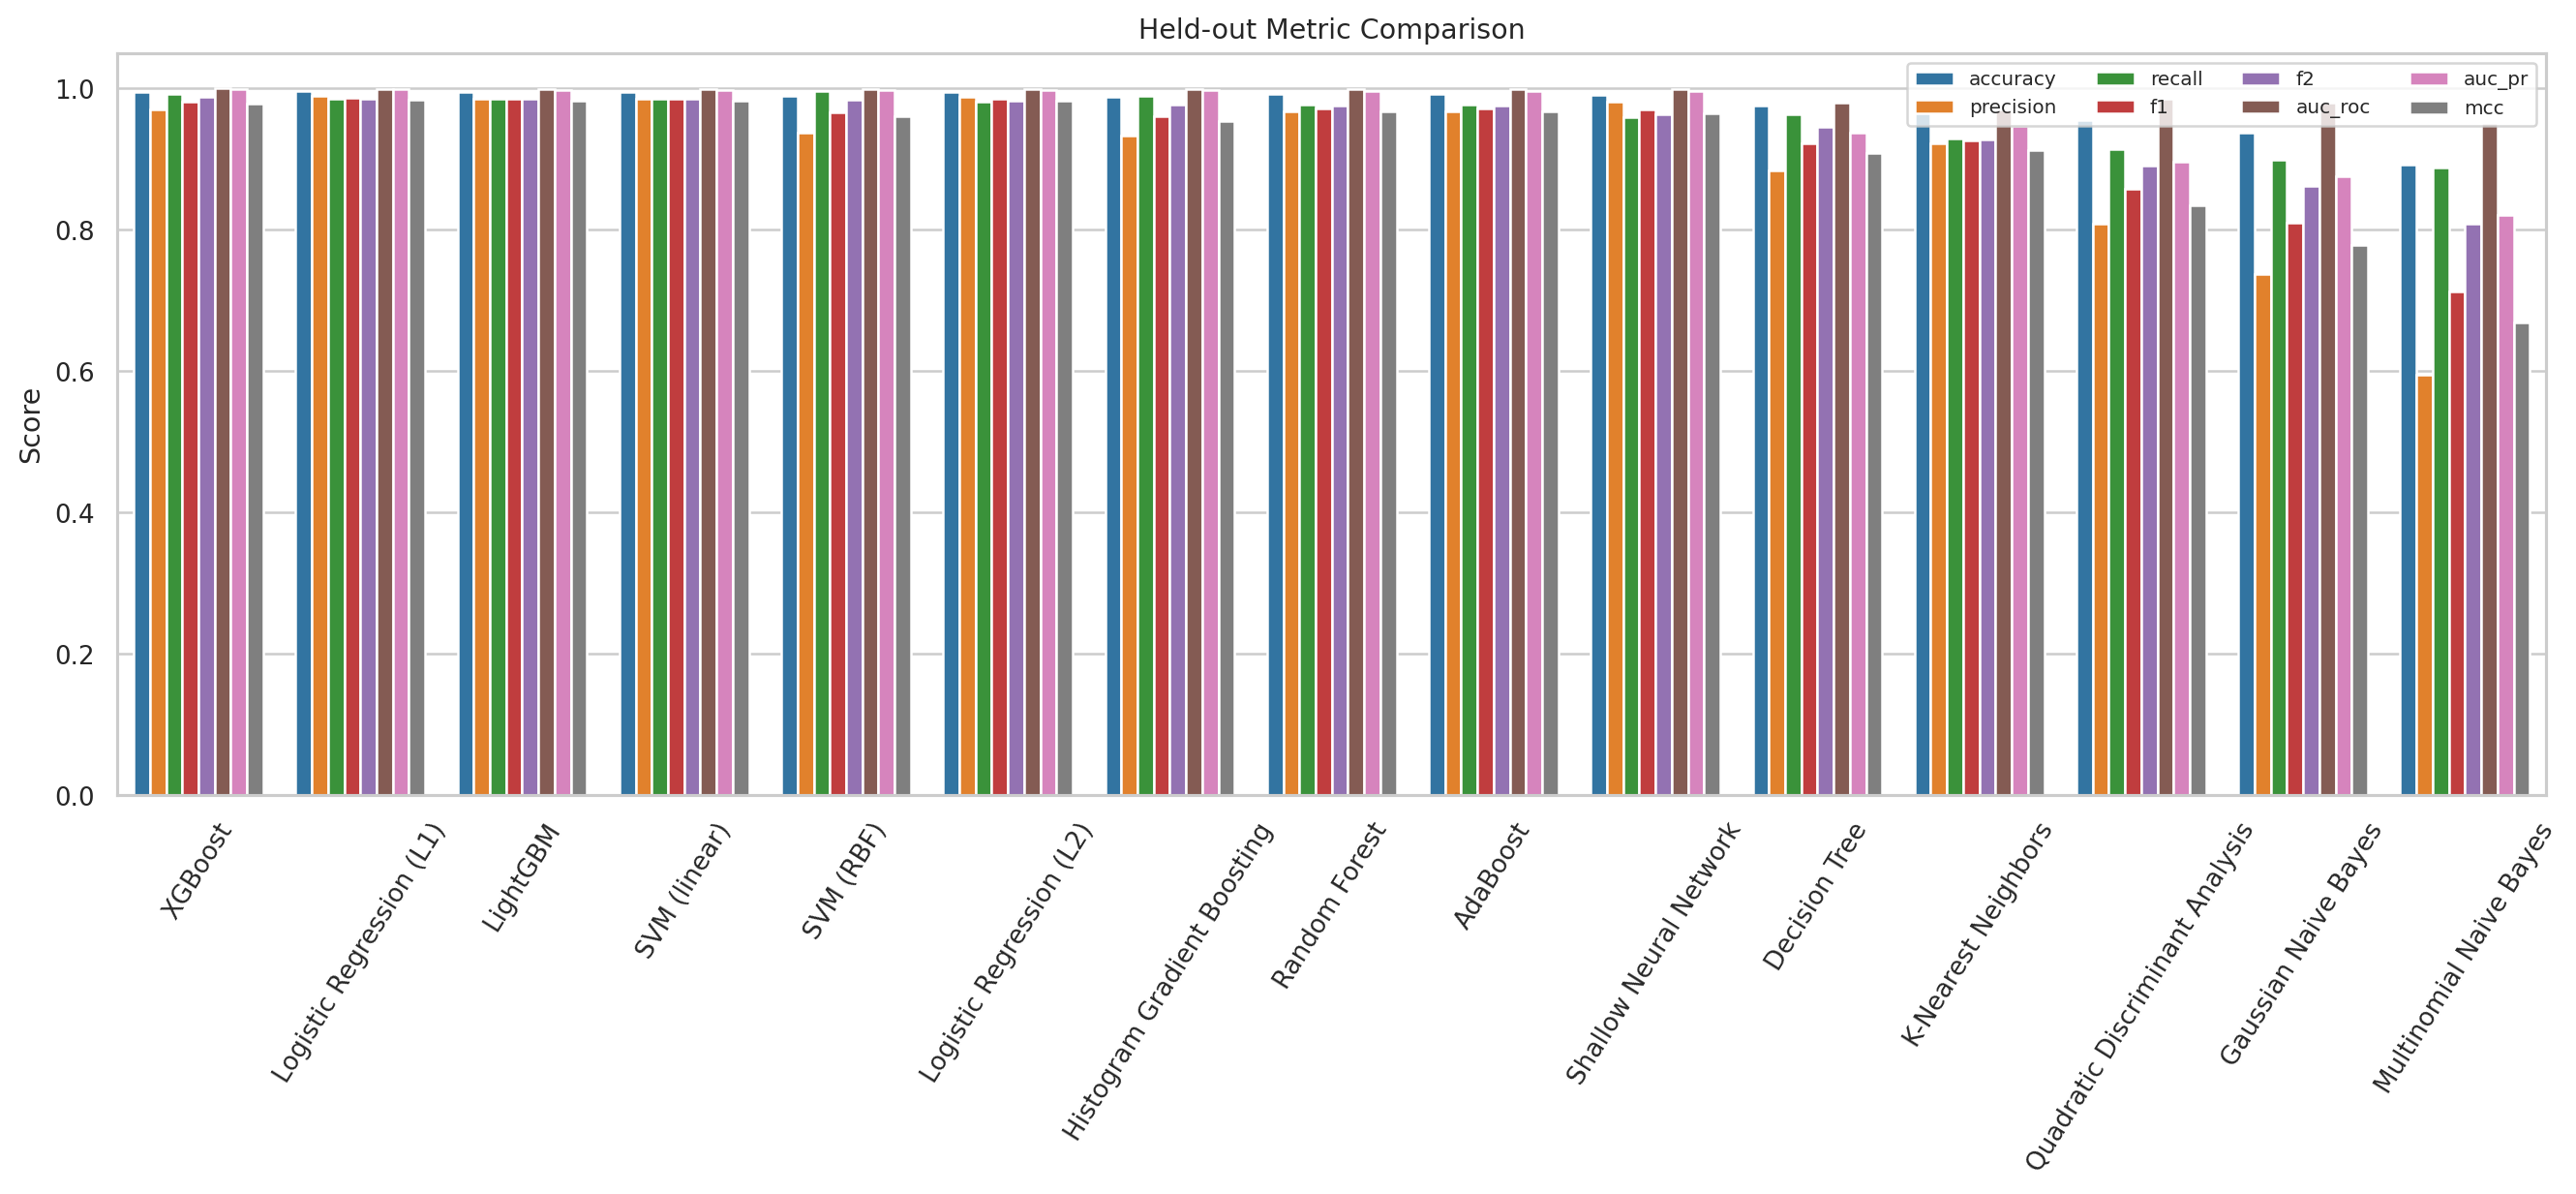 Held-out Metric Comparison
accuracy recall f2 auc_pr
precision f1 auc_roc mcc
Score
1.0
0.8
0.6
0.4
0.2
0.0
XGBoost
Logistic Regression (L1)
LightGBM
SVM (linear)
SVM (RBF)
Logistic Regression (L2)
Histogram Gradient Boosting
Random Forest
AdaBoost
Shallow Neural Network
Decision Tree
K-Nearest Neighbors
Quadratic Discriminant Analysis
Gaussian Naive Bayes
Multinomial Naive Bayes